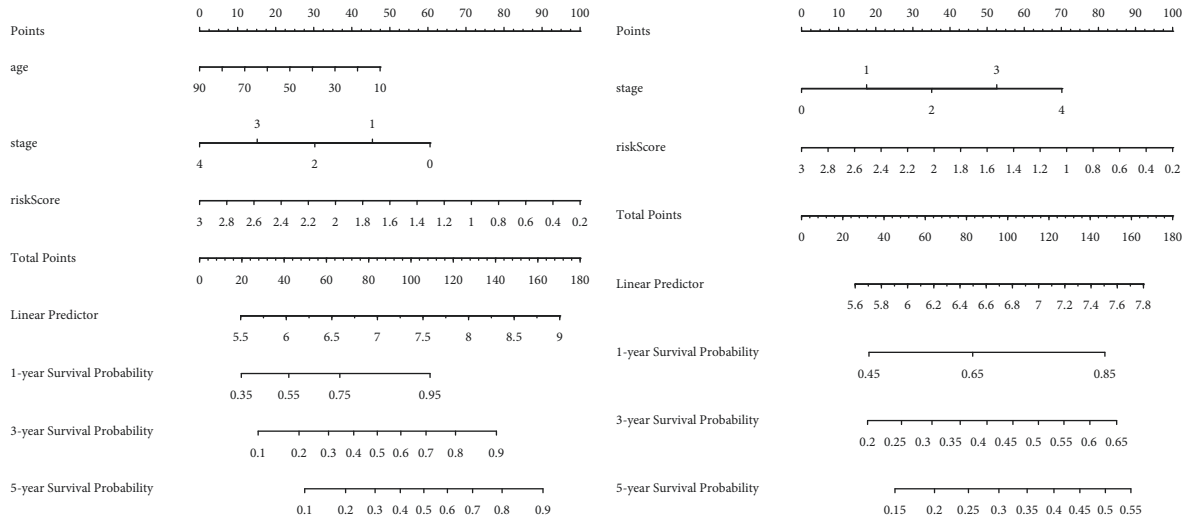 0 10 20 30 40 50 60 70 80 90 100
Points
age
90 70 50 30 10
3 1
stage
4 2 0
riskScore
3 2.8 2.6 2.4 2.2 2 1.8 1.6 1.4 1.2 1 0.8 0.6 0.4 0.2
Total Points
0 20 40 60 80 100 120 140 160 180
Linear Predictor
5.5 6 6.5 7 7.5 8 8.5 9
1-year Survival Probability
0.35 0.55 0.75 0.95
3-year Survival Probability
0.1 0.2 0.3 0.4 0.5 0.6 0.7 0.8 0.9
5-year Survival Probability
0.1 0.2 0.3 0.4 0.5 0.6 0.7 0.8 0.9
0 10 20 30 40 50 60 70 80 90 100
Points
1 3
stage
0 2 4
riskScore
3 2.8 2.6 2.4 2.2 2 1.8 1.6 1.4 1.2 1 0.8 0.6 0.4 0.2
Total Points
0 20 40 60 80 100 120 140 160 180
Linear Predictor
5.6 5.8 6 6.2 6.4 6.6 6.8 7 7.2 7.4 7.6 7.8
1-year Survival Probability
0.45 0.65 0.85
3-year Survival Probability
0.2 0.25 0.3 0.35 0.4 0.45 0.5 0.55 0.6 0.65
5-year Survival Probability
0.15 0.2 0.25 0.3 0.35 0.4 0.45 0.5 0.55